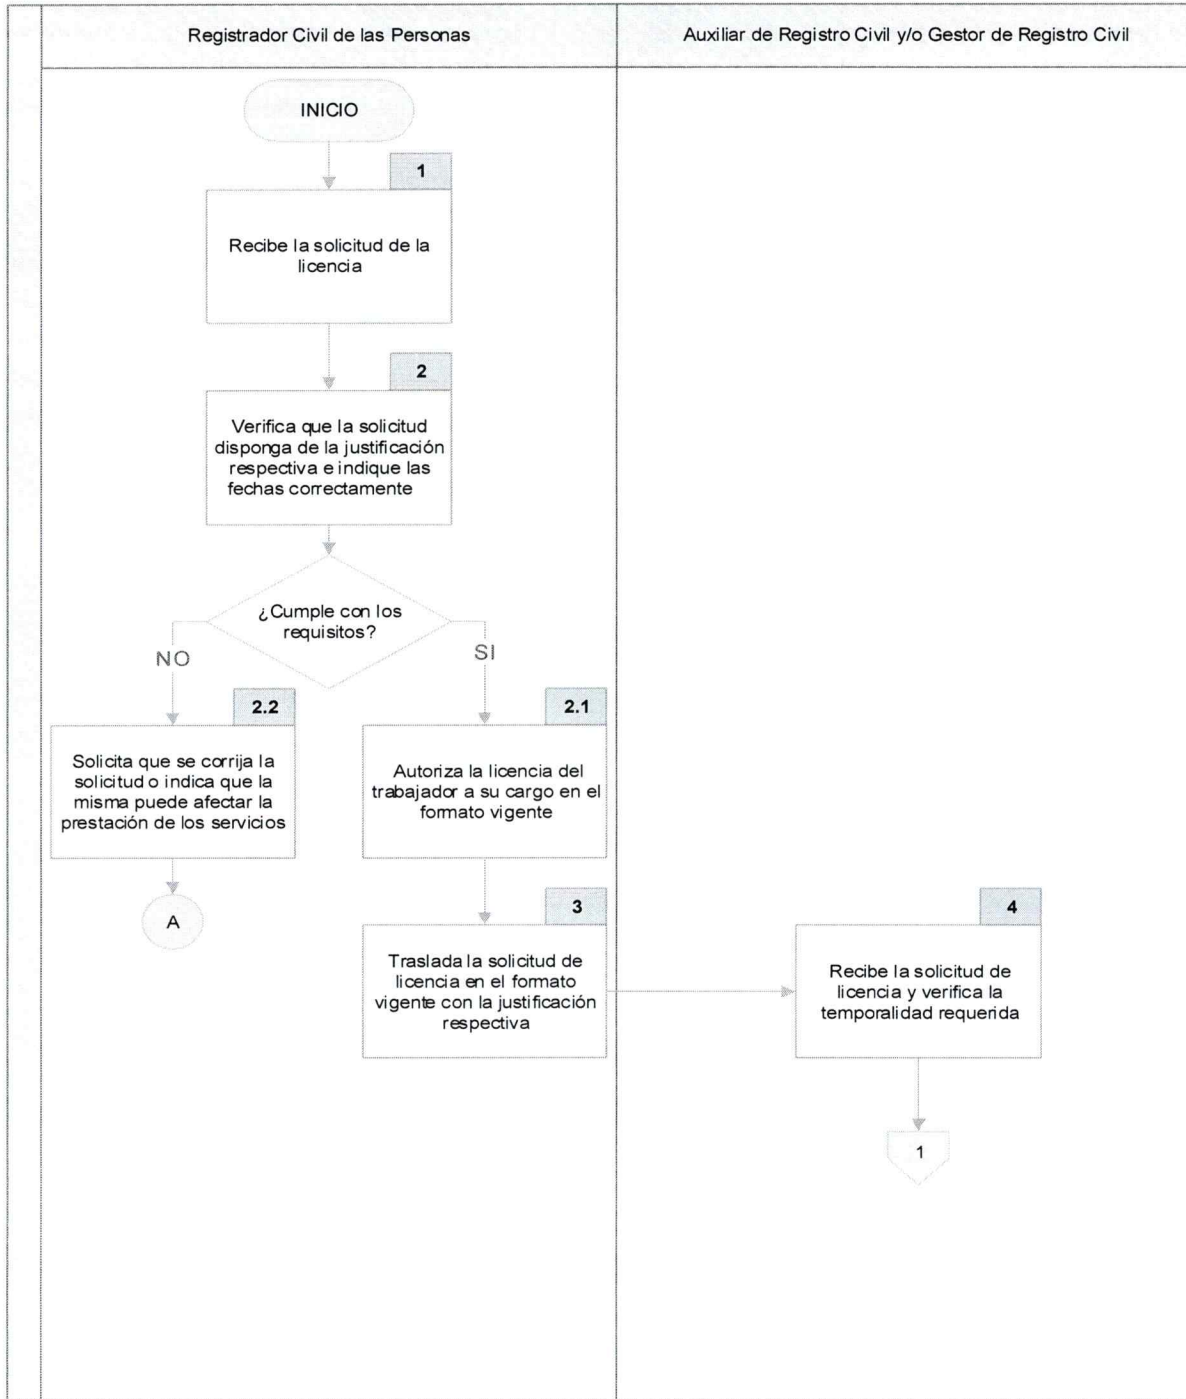 Registrador Civil de las Personas
Auxiliar de Registro Civil y/o Gestor de Registro Civil
INICIO
1
Recibe la solicitud de la
licencia
2
Verifica que la solicitud
disponga de la justificación
respectiva e indique las
fechas correctamente
¿Cumple con los
requisitos?
NO
SI
2.2
Solicita que se corrija la
solicitud o indica que la
misma puede afectar la
prestación de los servicios
A
2.1
Autoriza la licencia del
trabajador a su cargo en el
formato vigente
3
Traslada la solicitud de
licencia en el formato
vigente con la justificación
respectiva
4
Recibe la solicitud de
licencia y verifica la
temporalidad requerida
1